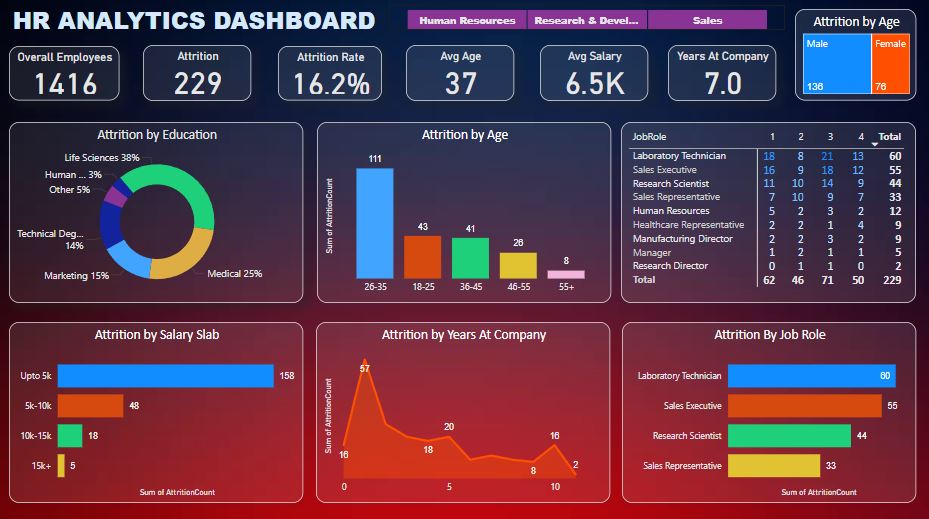 HR ANALYTICS DASHBOARD
Human Resources
Research & Devel...
Sales
Attrition by Age
Male
Female
136
76
Overall Employees
1416
Attrition
229
Attrition Rate
16.2%
Avg Age
37
Avg Salary
6.5K
Years At Company
7.0
Attrition by Education
Life Sciences 38%
Human ... 3%
Other 5%
Technical Deg...
14%
Marketing 15%
Medical 25%
Attrition by Age
Sum of AttritionCount
111
43
41
26
8
26-35
18-25
36-45
46-55
55+
JobRole 1 2 3 4 Total
Laboratory Technician 18 8 21 13 60
Sales Executive 16 9 18 12 55
Research Scientist 11 10 14 9 44
Sales Representative 7 10 9 7 33
Human Resources 5 2 3 2 12
Healthcare Representative 2 2 1 4 9
Manufacturing Director 2 2 3 2 9
Manager 1 2 1 1 5
Research Director 0 1 1 0 2
Total 62 46 71 50 229
Attrition by Salary Slab
Upto 5k 158
5k-10k 48
10k-15k 18
15k+ 5
Sum of AttritionCount
Attrition by Years At Company
Sum of AttritionCount
57
16
18
20
8
16
2
0
5
10
Attrition By Job Role
Laboratory Technician 60
Sales Executive 55
Research Scientist 44
Sales Representative 33
Sum of AttritionCount